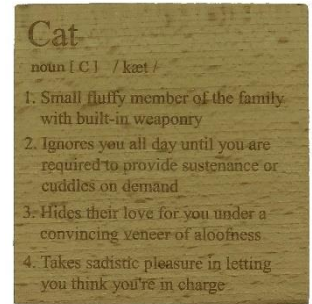 Cat
noun [ C ] / kæt /
1. Small fluffy member of the family
with built-in weaponry
2. Ignores you all day until you are
required to provide sustenance or
cuddles on demand
3. Hides their love for you under a
convincing veneer of aloofness
4. Takes sadistic pleasure in letting
you think you're in charge